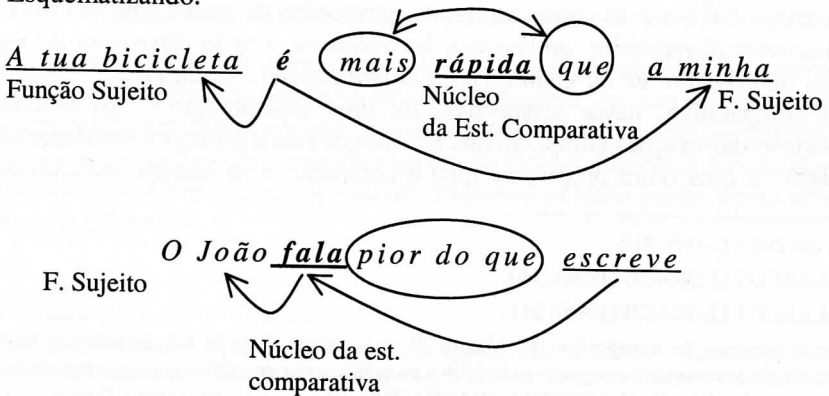 Esquematizando:
A tua bicicleta é mais rápida que a minha
Função Sujeito Núcleo F. Sujeito
da Est. Comparativa
O João fala pior do que escreve
F. Sujeito
Núcleo da est.
comparativa